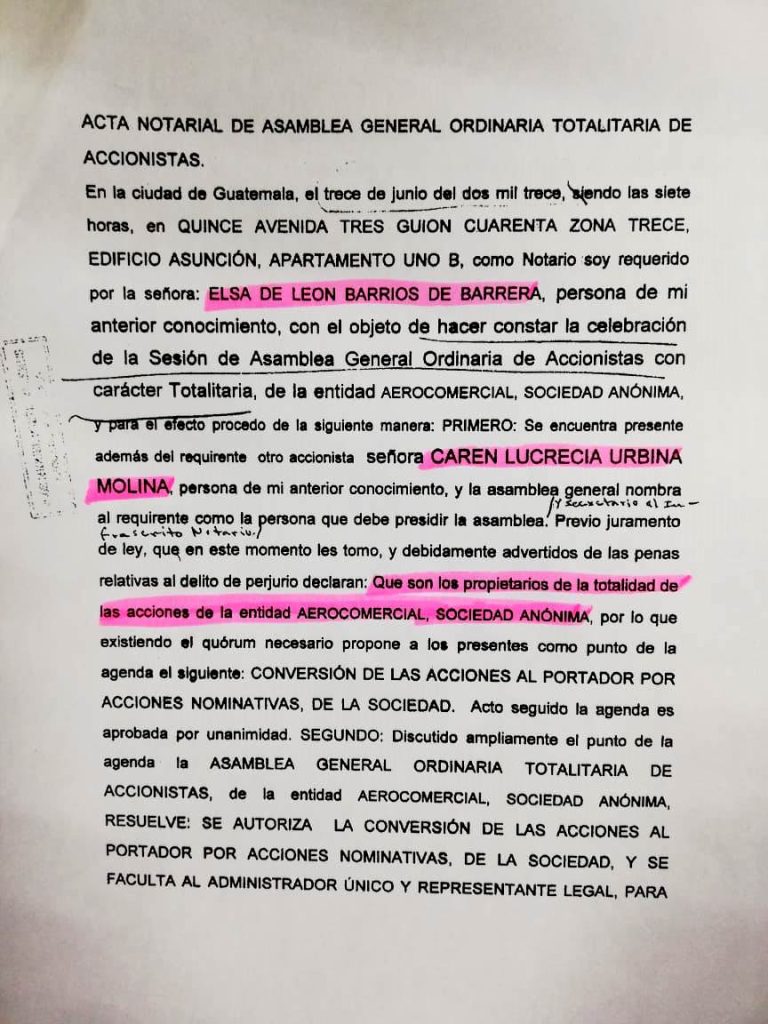 ACTA NOTARIAL DE ASAMBLEA GENERAL ORDINARIA TOTALITARIA DE
ACCIONISTAS.
En la ciudad de Guatemala, el trece de junio del dos mil trece, siendo las siete
horas, en QUINCE AVENIDA TRES GUION CUARENTA ZONA TRECE,
EDIFICIO ASUNCIÓN, APARTAMENTO UNO B, como Notario soy requerido
por la señora: ELSA DE LEON BARRIOS DE BARRERA, persona de mi
anterior conocimiento, con el objeto de hacer constar la celebración
de la Sesión de Asamblea General Ordinaria de Accionistas con
carácter Totalitaria, de la entidad AEROCOMERCIAL, SOCIEDAD ANÓNIMA,
y para el efecto procedo de la siguiente manera: PRIMERO: Se encuentra presente
además del requirente otro accionista señora CAREN LUCRECIA URBINA
MOLINA, persona de mi anterior conocimiento, y la asamblea general nombra
/y secretario al In-
al requirente como la persona que debe presidir la asamblea. Previo juramento
frascrito Notario./
de ley, que en este momento les tomo, y debidamente advertidos de las penas
relativas al delito de perjurio declaran: Que son los propietarios de la totalidad de
las acciones de la entidad AEROCOMERCIAL, SOCIEDAD ANÓNIMA, por lo que
existiendo el quórum necesario propone a los presentes como punto de la
agenda el siguiente: CONVERSIÓN DE LAS ACCIONES AL PORTADOR POR
ACCIONES NOMINATIVAS, DE LA SOCIEDAD. Acto seguido la agenda es
aprobada por unanimidad. SEGUNDO: Discutido ampliamente el punto de la
agenda la ASAMBLEA GENERAL ORDINARIA TOTALITARIA DE
ACCIONISTAS, de la entidad AEROCOMERCIAL, SOCIEDAD ANÓNIMA,
RESUELVE: SE AUTORIZA LA CONVERSIÓN DE LAS ACCIONES AL
PORTADOR POR ACCIONES NOMINATIVAS, DE LA SOCIEDAD, Y SE
FACULTA AL ADMINISTRADOR ÚNICO Y REPRESENTANTE LEGAL, PARA